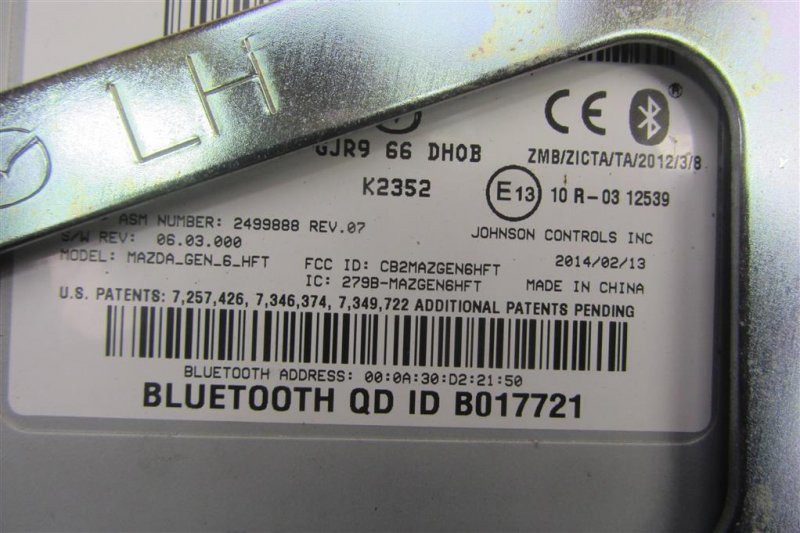 LH
GJR9 66 DH0B
K2352
CE
®
ZMB/ZICTA/TA/2012/3/8
E13 10 R-03 12539
ASM NUMBER: 2499888 REV.07
S/W REV: 06.03.000
JOHNSON CONTROLS INC
MODEL: MAZDA_GEN_6_HFT
FCC ID: CB2MAZGEN6HFT
2014/02/13
IC: 279B-MAZGEN6HFT
MADE IN CHINA
U.S. PATENTS: 7,257,426, 7,346,374, 7,349,722 ADDITIONAL PATENTS PENDING
BLUETOOTH ADDRESS: 00:0A:30:D2:21:50
BLUETOOTH QD ID B017721